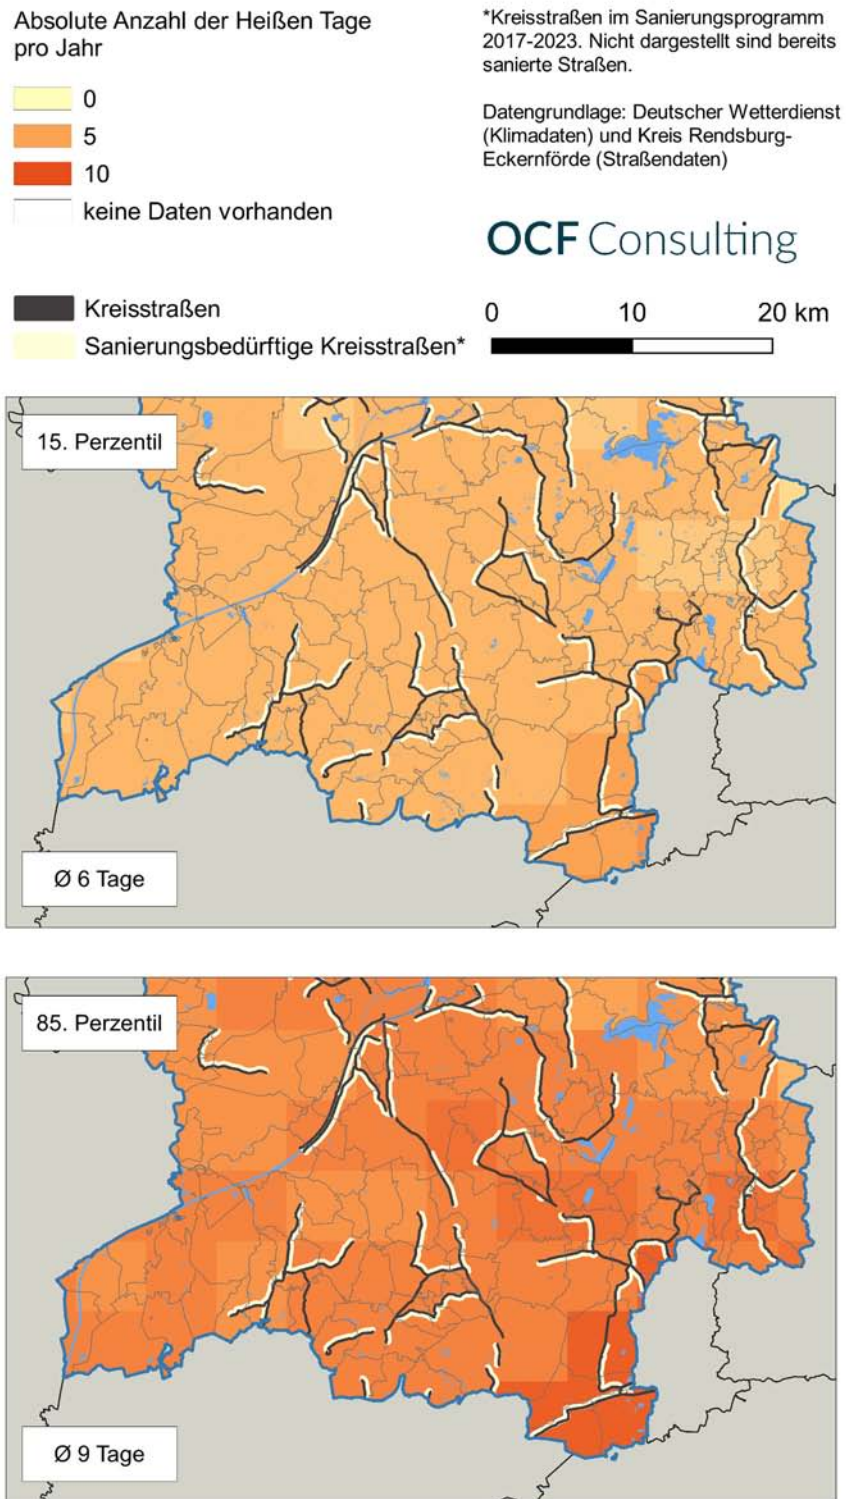 Absolute Anzahl der Heißen Tage
pro Jahr
0
5
10
keine Daten vorhanden
Kreisstraßen
Sanierungsbedürftige Kreisstraßen*
*Kreisstraßen im Sanierungsprogramm
2017-2023. Nicht dargestellt sind bereits
sanierte Straßen.
Datengrundlage: Deutscher Wetterdienst
(Klimadaten) und Kreis Rendsburg-
Eckernförde (Straßendaten)
OCF Consulting
0 10 20 km
15. Perzentil
Ø 6 Tage
85. Perzentil
Ø 9 Tage